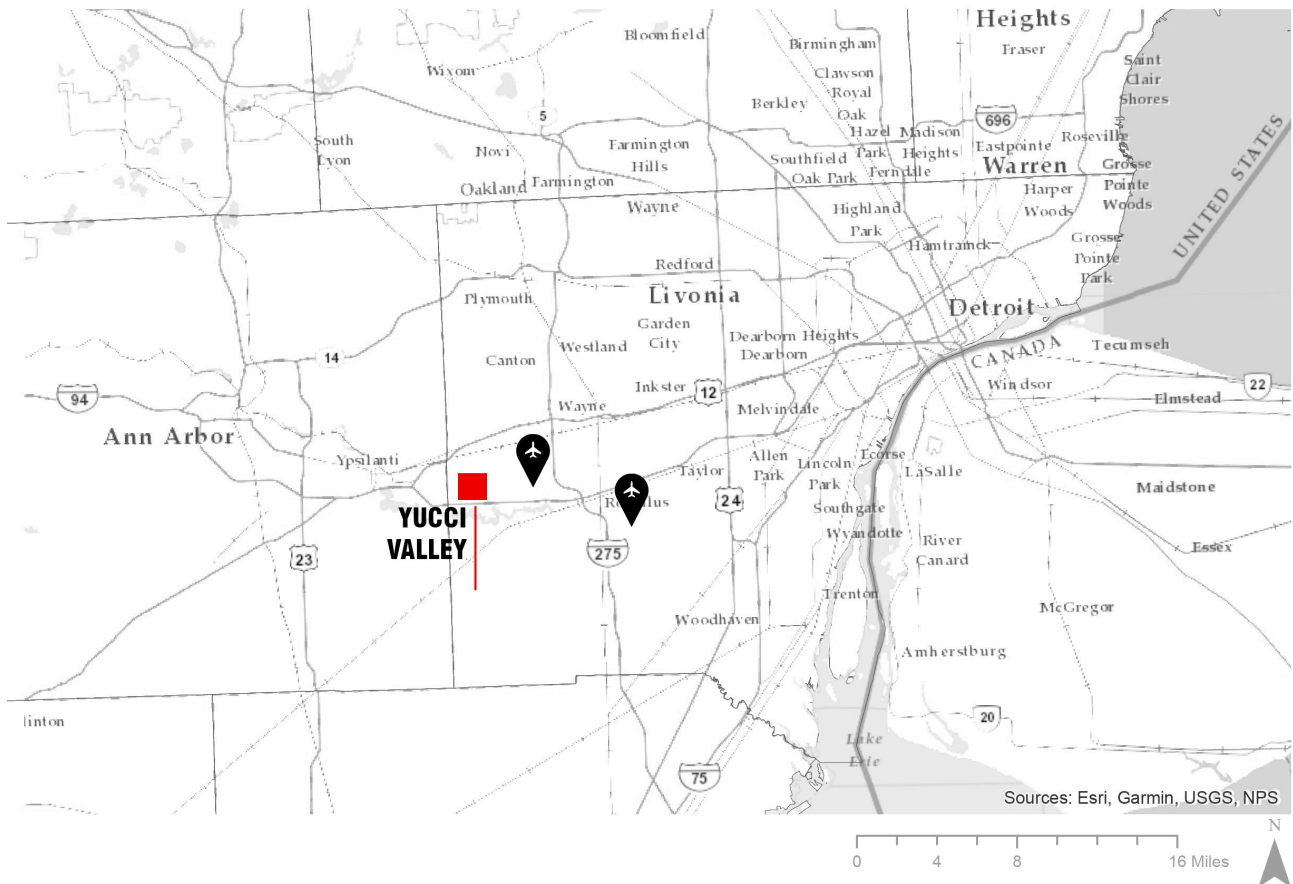 Heights
Fraser
Bloomfield
Birmingham
Saint
Clair
Shores
Wixom
Clawson
Royal
Oak
Berkley
5
696
South
Lyon
Novi
Farmington
Hills
Hazel
Park
Madison
Heights
Eastpointe
Roseville
Southfield
Oak Park
Ferndale
Warren
Grosse
Pointe
Woods
Oakland
Farmington
Wayne
Harper
Woods
Highland
Park
Hamtramck
Grosse
Pointe
Park
UNITED STATES
Redford
Plymouth
Livonia
Detroit
Garden
City
Dearborn Heights
Dearborn
CANADA
Tecumseh
14
Canton
Westland
Inkster
12
Windsor
22
94
Wayne
Melvindale
Elmstead
Ann Arbor
Ypsilanti
Taylor
Allen
Park
Lincoln
Park
Ecorse
LaSalle
Maidstone
24
Southgate
YUCCI
VALLEY
Wyandotte
River
Canard
Essex
23
275
Trenton
McGregor
Woodhaven
Amherstburg
linton
20
Lake
Erie
75
Sources: Esri, Garmin, USGS, NPS
N
0 4 8 16 Miles